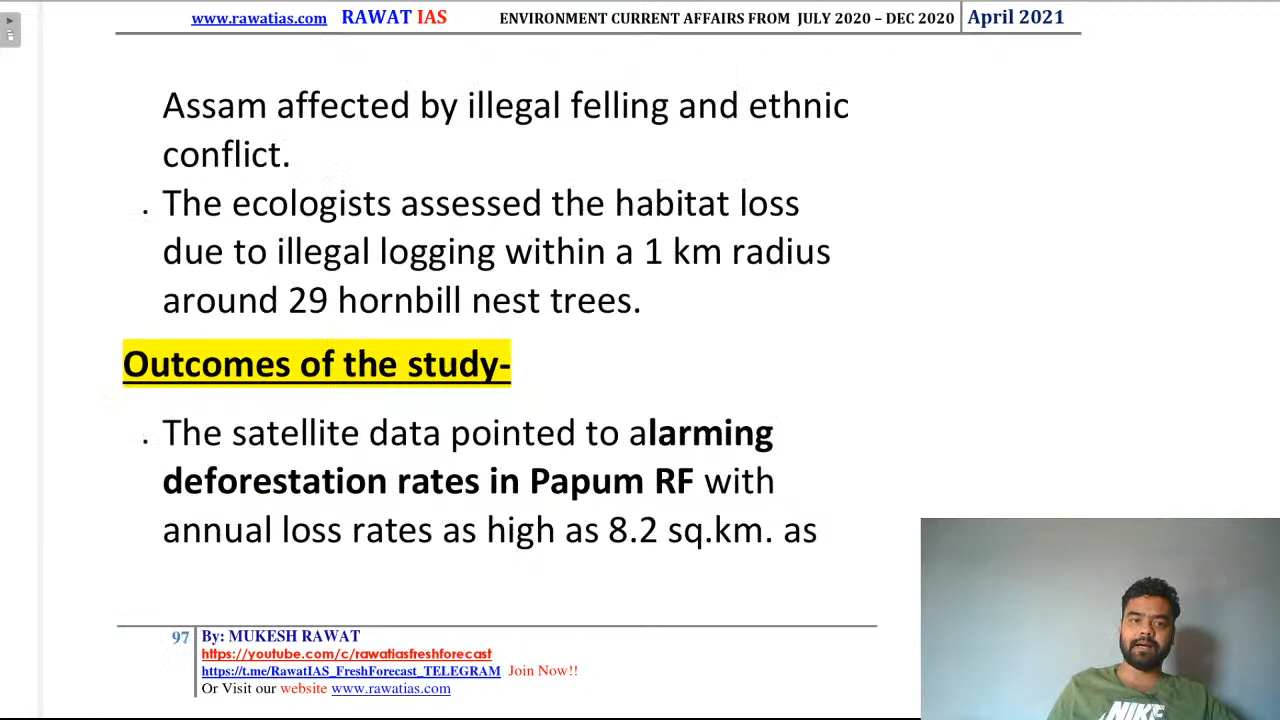 www.rawatias.com RAWAT IAS ENVIRONMENT CURRENT AFFAIRS FROM JULY 2020 – DEC 2020 April 2021
Assam affected by illegal felling and ethnic
conflict.
. The ecologists assessed the habitat loss
due to illegal logging within a 1 km radius
around 29 hornbill nest trees.
Outcomes of the study-
. The satellite data pointed to alarming
deforestation rates in Papum RF with
annual loss rates as high as 8.2 sq.km. as
97 By: MUKESH RAWAT
https://youtube.com/c/rawatiasfreshforecast
https://t.me/RawatIAS_FreshForecast_TELEGRAM Join Now!!
Or Visit our website www.rawatias.com
NIKE